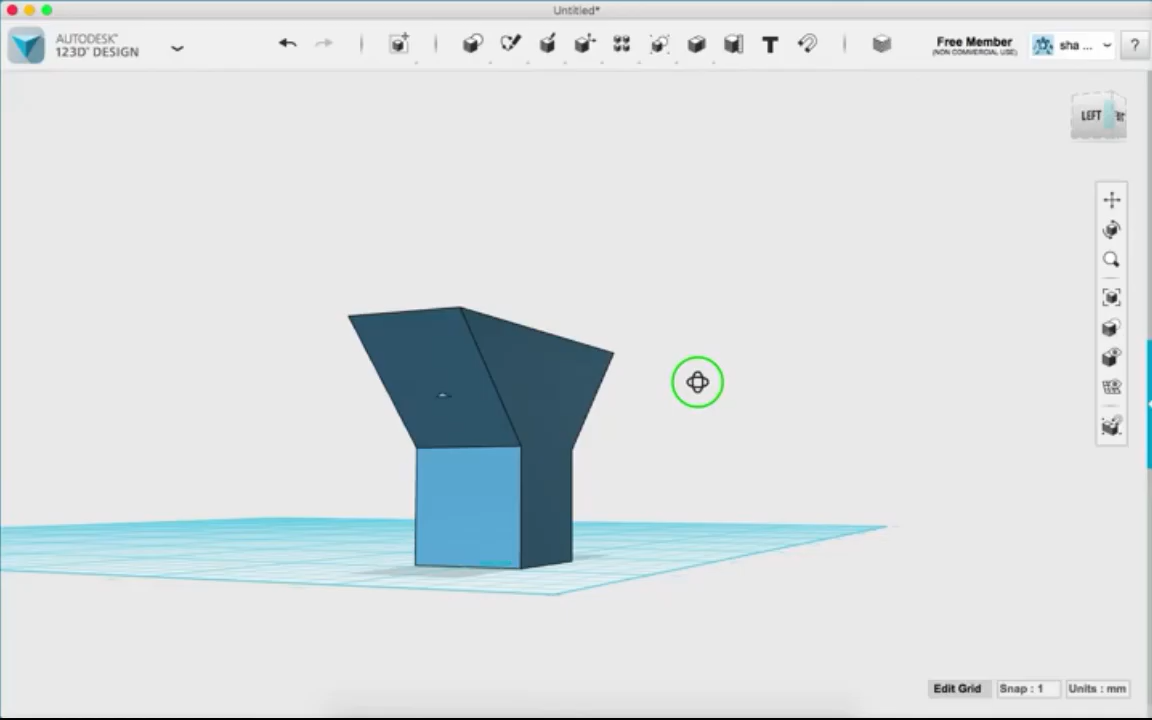 Untitled*
AUTODESK®
123D® DESIGN
Free Member
(NON COMMERCIAL USE)
sha ...
?
LEFT
Edit Grid
Snap : 1
Units : mm